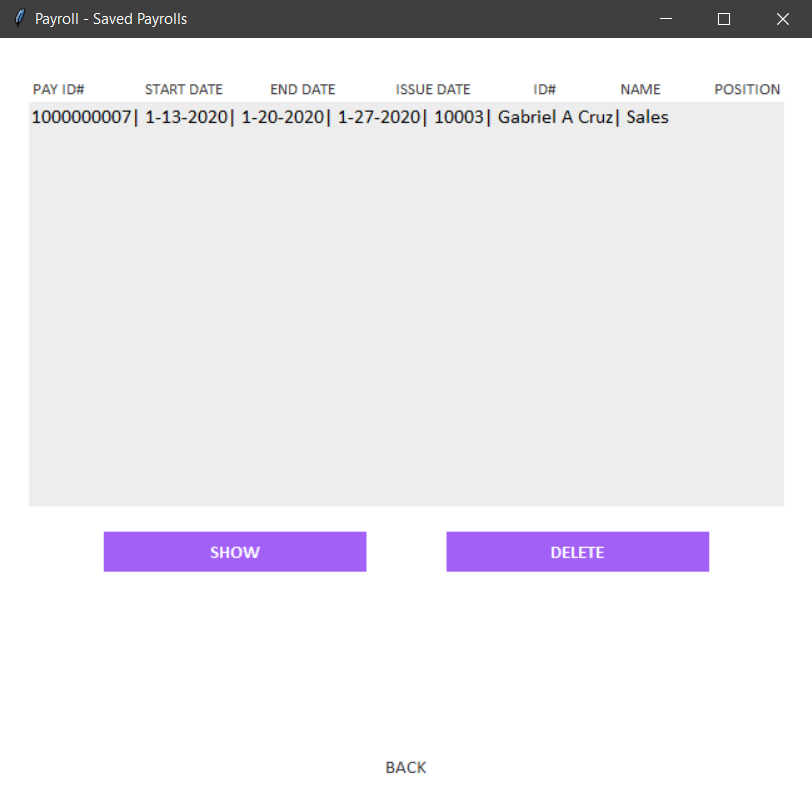 Payroll - Saved Payrolls
PAY ID# START DATE END DATE ISSUE DATE ID# NAME POSITION
1000000007| 1-13-2020| 1-20-2020| 1-27-2020| 10003| Gabriel A Cruz| Sales
SHOW DELETE
BACK